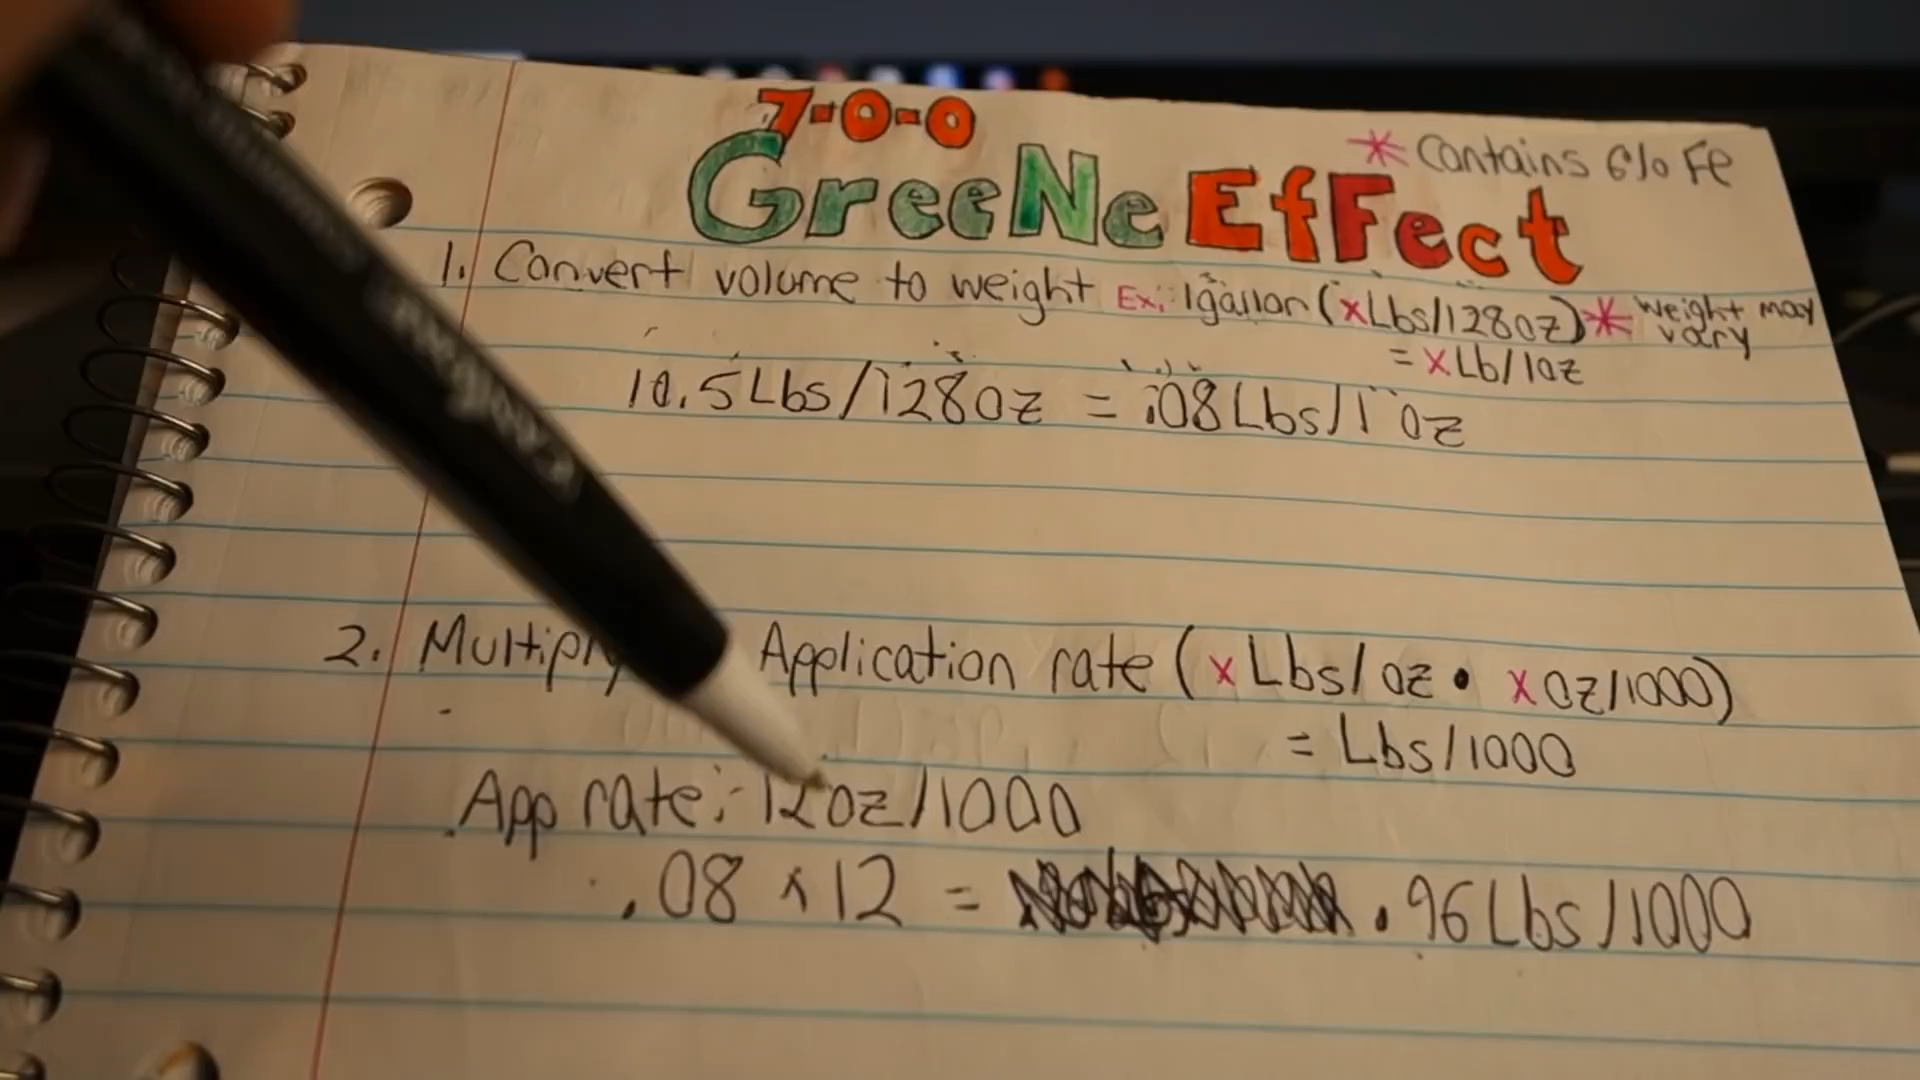 7-0-0
* Contains 6% Fe
GreeNe EfFect
1. Convert volume to weight Ex: 1gallon (xLbs/128oz) * weight may vary
= xLb/1oz
10.5Lbs/128oz = .08Lbs/1 oz
2. Multiply Application rate (xLbs/oz • xoz/1000)
= Lbs/1000
App rate: 12oz/1000
.08 x 12 = .96Lbs/1000